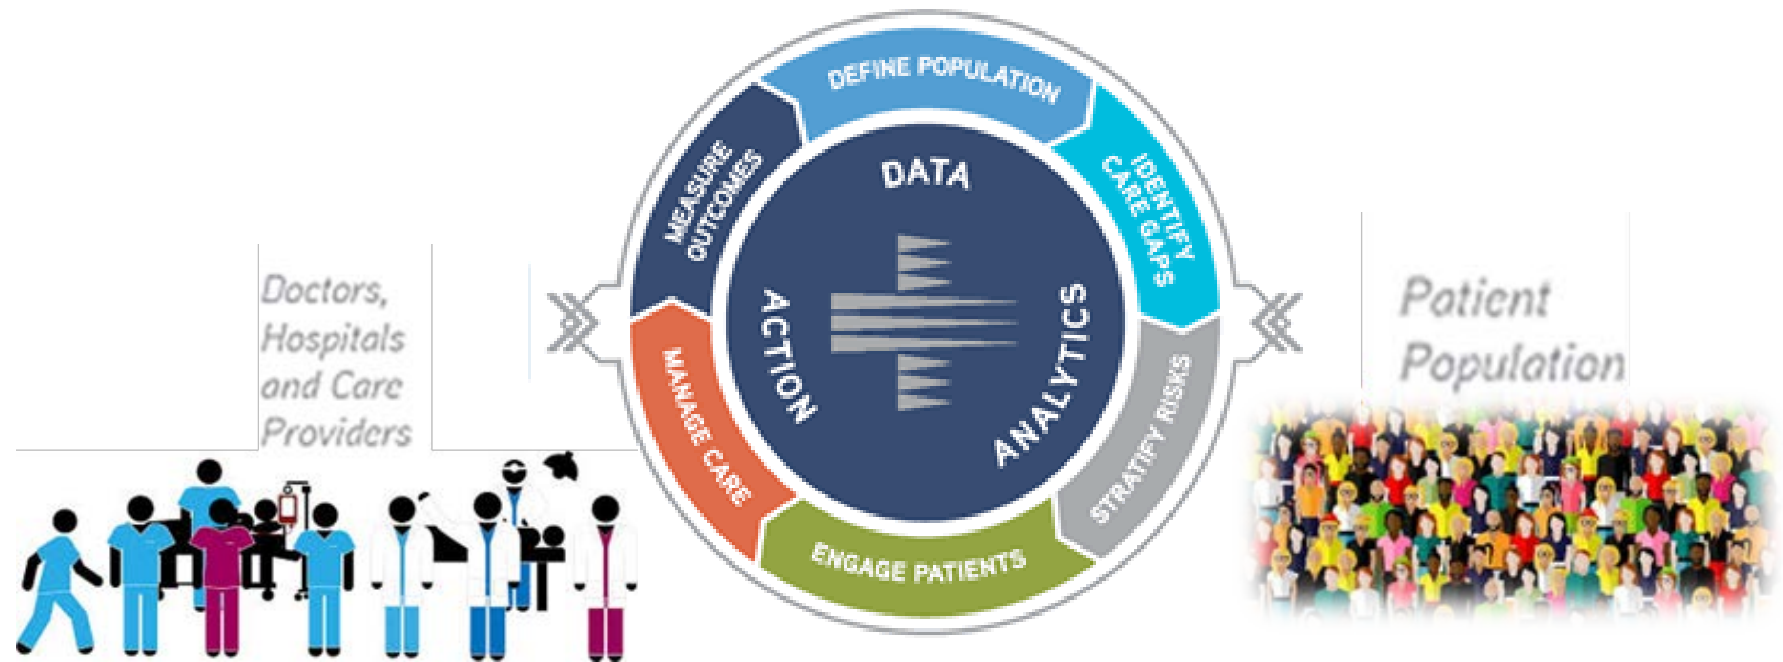 DEFINE POPULATION
IDENTIFY
CARE GAPS
STRATIFY RISKS
ENGAGE PATIENTS
MANAGE CARE
MEASURE
OUTCOMES
DATA
ANALYTICS
ACTION
Doctors,
Hospitals
and Care
Providers
Patient
Population